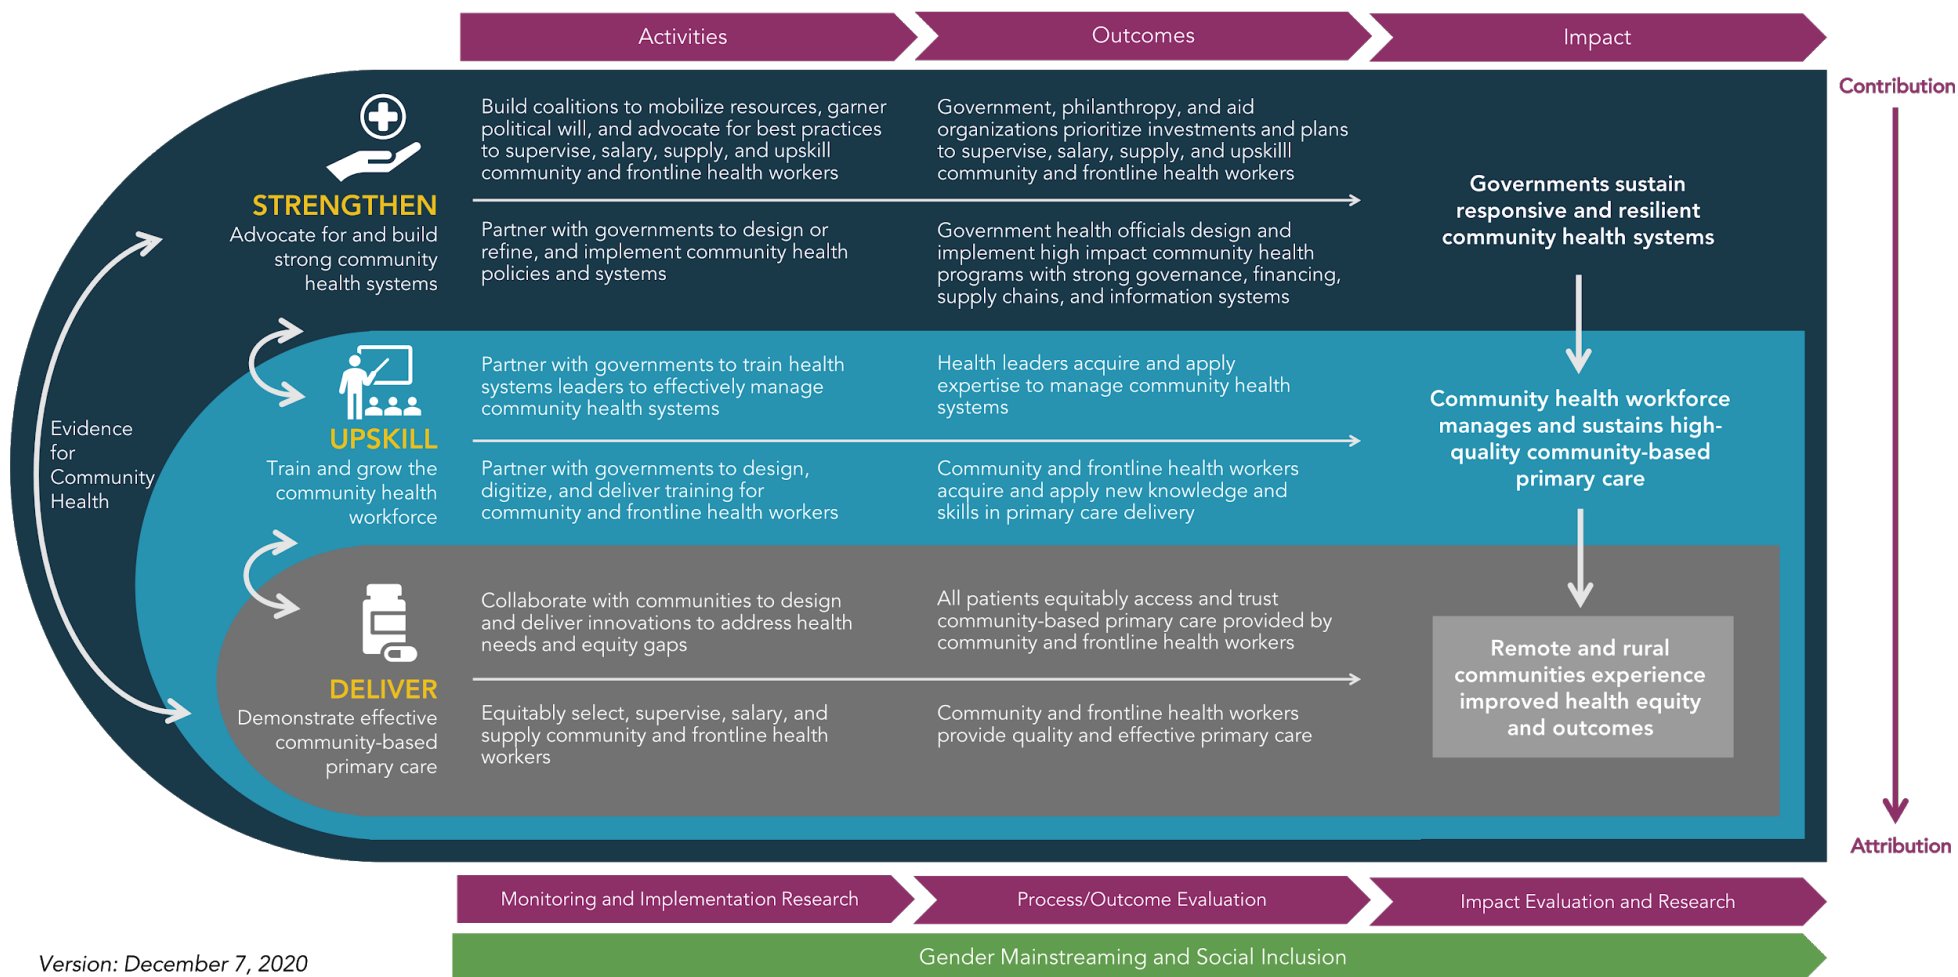 Activities
Outcomes
Impact
Contribution
STRENGTHEN
Advocate for and build
strong community
health systems
Build coalitions to mobilize resources, garner
political will, and advocate for best practices
to supervise, salary, supply, and upskill
community and frontline health workers
Government, philanthropy, and aid
organizations prioritize investments and plans
to supervise, salary, supply, and upskilll
community and frontline health workers
Partner with governments to design or
refine, and implement community health
policies and systems
Government health officials design and
implement high impact community health
programs with strong governance, financing,
supply chains, and information systems
Governments sustain
responsive and resilient
community health systems
Evidence
for
Community
Health
UPSKILL
Train and grow the
community health
workforce
Partner with governments to train health
systems leaders to effectively manage
community health systems
Health leaders acquire and apply
expertise to manage community health
systems
Partner with governments to design,
digitize, and deliver training for
community and frontline health workers
Community and frontline health workers
acquire and apply new knowledge and
skills in primary care delivery
Community health workforce
manages and sustains high-
quality community-based
primary care
DELIVER
Demonstrate effective
community-based
primary care
Collaborate with communities to design
and deliver innovations to address health
needs and equity gaps
All patients equitably access and trust
community-based primary care provided by
community and frontline health workers
Equitably select, supervise, salary, and
supply community and frontline health
workers
Community and frontline health workers
provide quality and effective primary care
Remote and rural
communities experience
improved health equity
and outcomes
Attribution
Monitoring and Implementation Research
Process/Outcome Evaluation
Impact Evaluation and Research
Gender Mainstreaming and Social Inclusion
Version: December 7, 2020